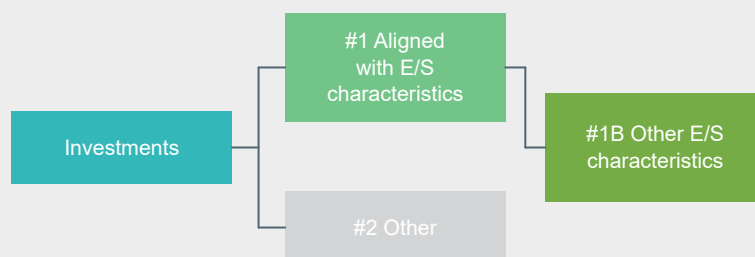 Investments
#1 Aligned
with E/S
characteristics
#1B Other E/S
characteristics
#2 Other